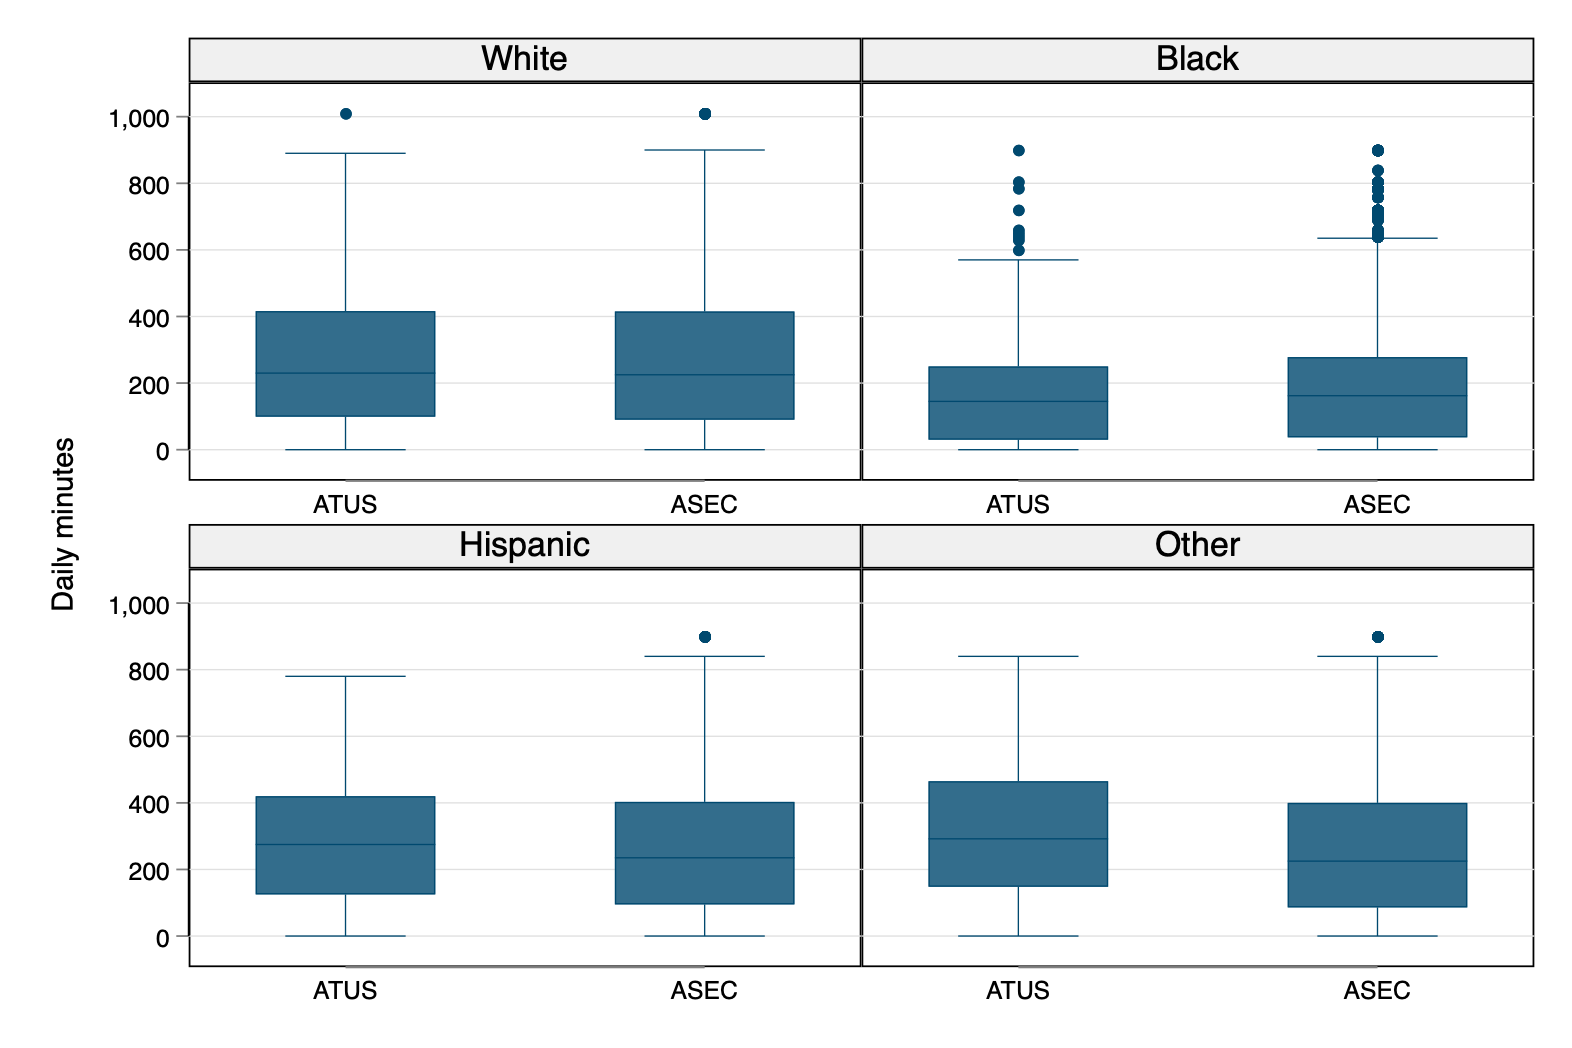 White
Black
1,000
800
600
400
200
0
ATUS
ASEC
ATUS
ASEC
Daily minutes
Hispanic
Other
1,000
800
600
400
200
0
ATUS
ASEC
ATUS
ASEC